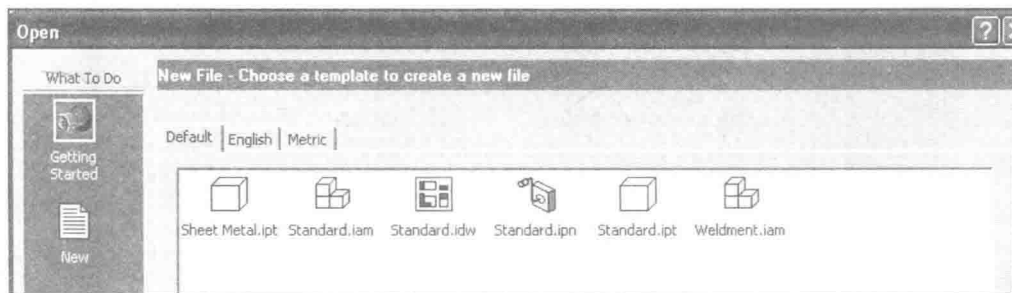 Open
?
What To Do
New File - Choose a template to create a new file
Default English Metric
Getting
Started
Sheet Metal.ipt Standard.iam Standard.idw Standard.ipn Standard.ipt Weldment.iam
New